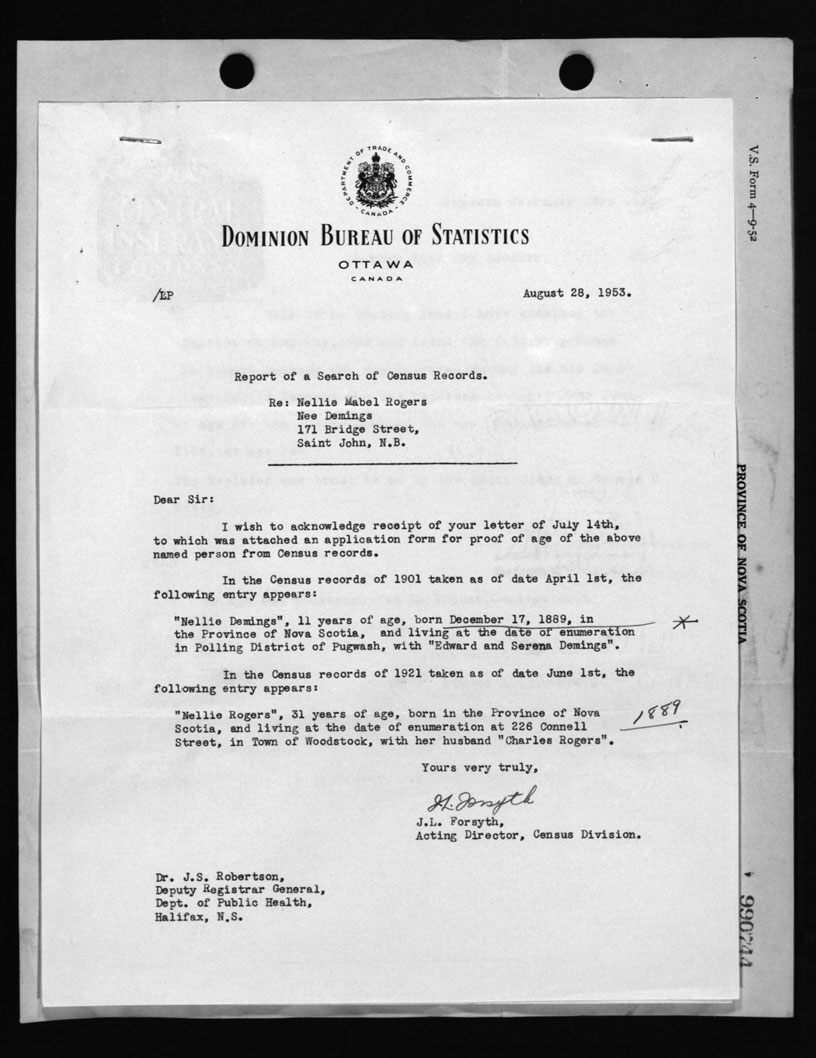 DEPARTMENT OF TRADE AND COMMERCE
CANADA
DOMINION BUREAU OF STATISTICS
OTTAWA
CANADA
/LP
August 28, 1953.
Report of a Search of Census Records.
Re: Nellie Mabel Rogers
Nee Demings
171 Bridge Street,
Saint John, N.B.
Dear Sir:
I wish to acknowledge receipt of your letter of July 14th,
to which was attached an application form for proof of age of the above
named person from Census records.
In the Census records of 1901 taken as of date April 1st, the
following entry appears:
"Nellie Demings", 11 years of age, born December 17, 1889, in
the Province of Nova Scotia, and living at the date of enumeration
in Polling District of Pugwash, with "Edward and Serena Demings".
In the Census records of 1921 taken as of date June 1st, the
following entry appears:
"Nellie Rogers", 31 years of age, born in the Province of Nova
Scotia, and living at the date of enumeration at 226 Connell
Street, in Town of Woodstock, with her husband "Charles Rogers".
1889
Yours very truly,
J.L. Forsyth
J.L. Forsyth,
Acting Director, Census Division.
Dr. J.S. Robertson,
Deputy Registrar General,
Dept. of Public Health,
Halifax, N.S.
V.S. Form 4—9-52
PROVINCE OF NOVA SCOTIA